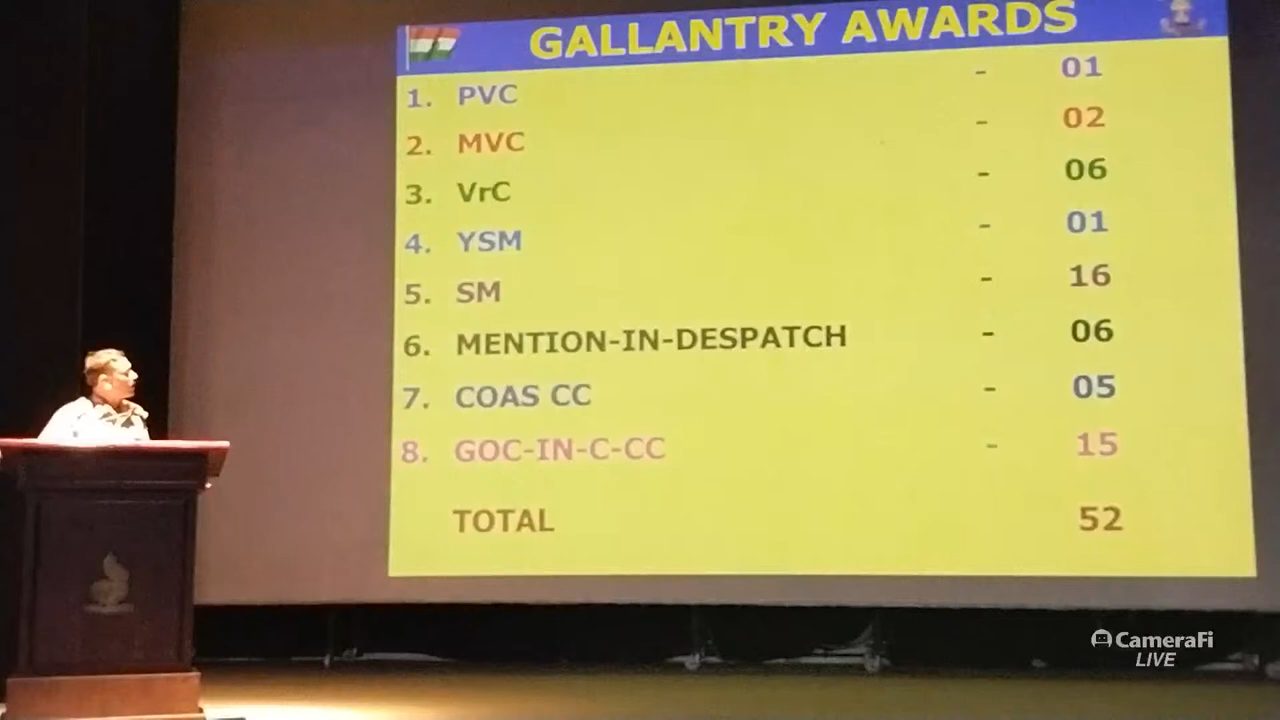 GALLANTRY AWARDS
1. PVC - 01
2. MVC - 02
3. VrC - 06
4. YSM - 01
5. SM - 16
6. MENTION-IN-DESPATCH - 06
7. COAS CC - 05
8. GOC-IN-C-CC - 15
TOTAL 52
CameraFi
LIVE